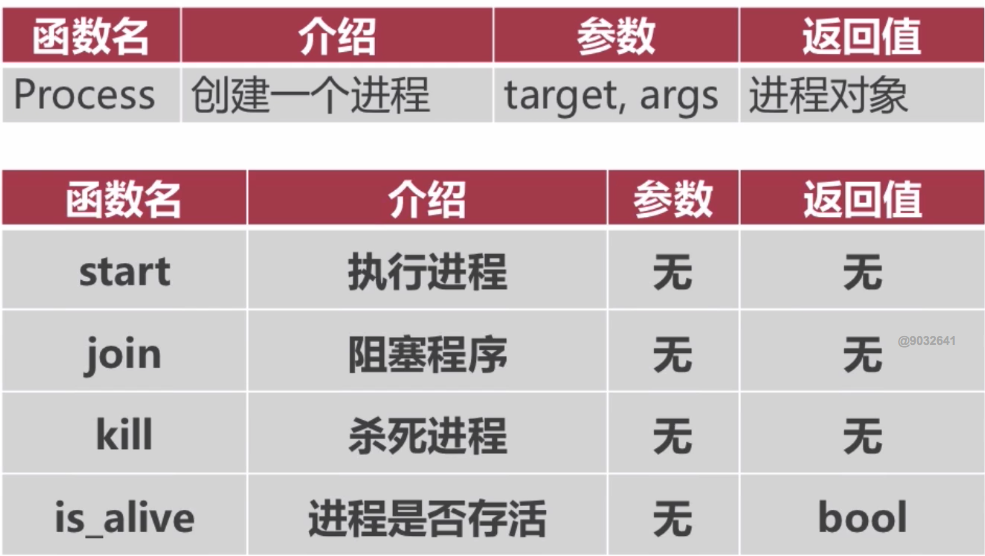 函数名 介绍 参数 返回值
Process 创建一个进程 target, args 进程对象
函数名 介绍 参数 返回值
start 执行进程 无 无
join 阻塞程序 无 无 @9032641
kill 杀死进程 无 无
is_alive 进程是否存活 无 bool